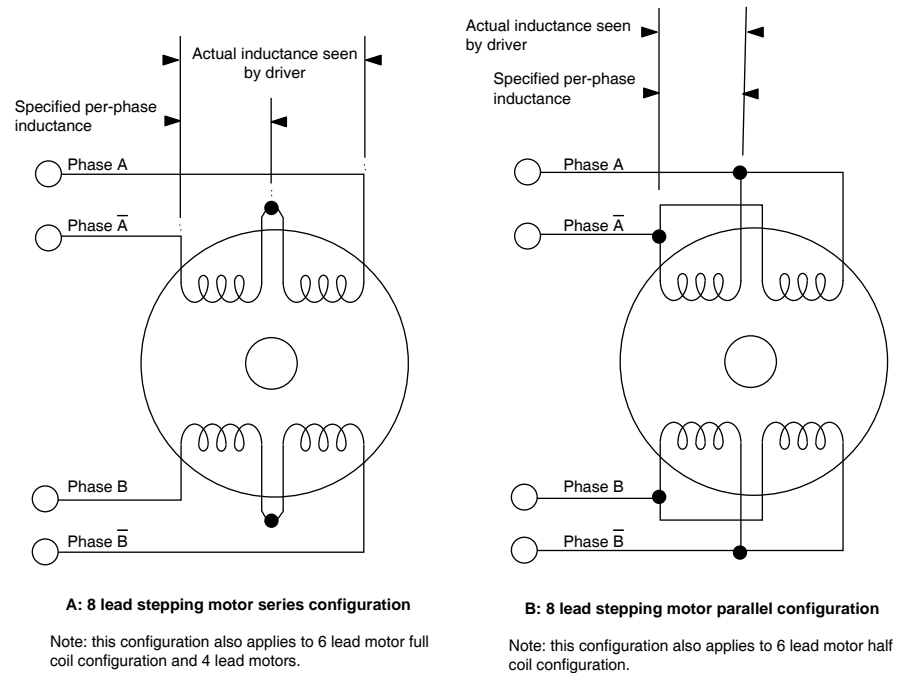 Actual inductance seen
by driver
Specified per-phase
inductance
Phase A
Phase A̅
Phase B
Phase B̅
A: 8 lead stepping motor series configuration
Note: this configuration also applies to 6 lead motor full
coil configuration and 4 lead motors.
Actual inductance seen
by driver
Specified per-phase
inductance
Phase A
Phase A̅
Phase B
Phase B̅
B: 8 lead stepping motor parallel configuration
Note: this configuration also applies to 6 lead motor half
coil configuration.